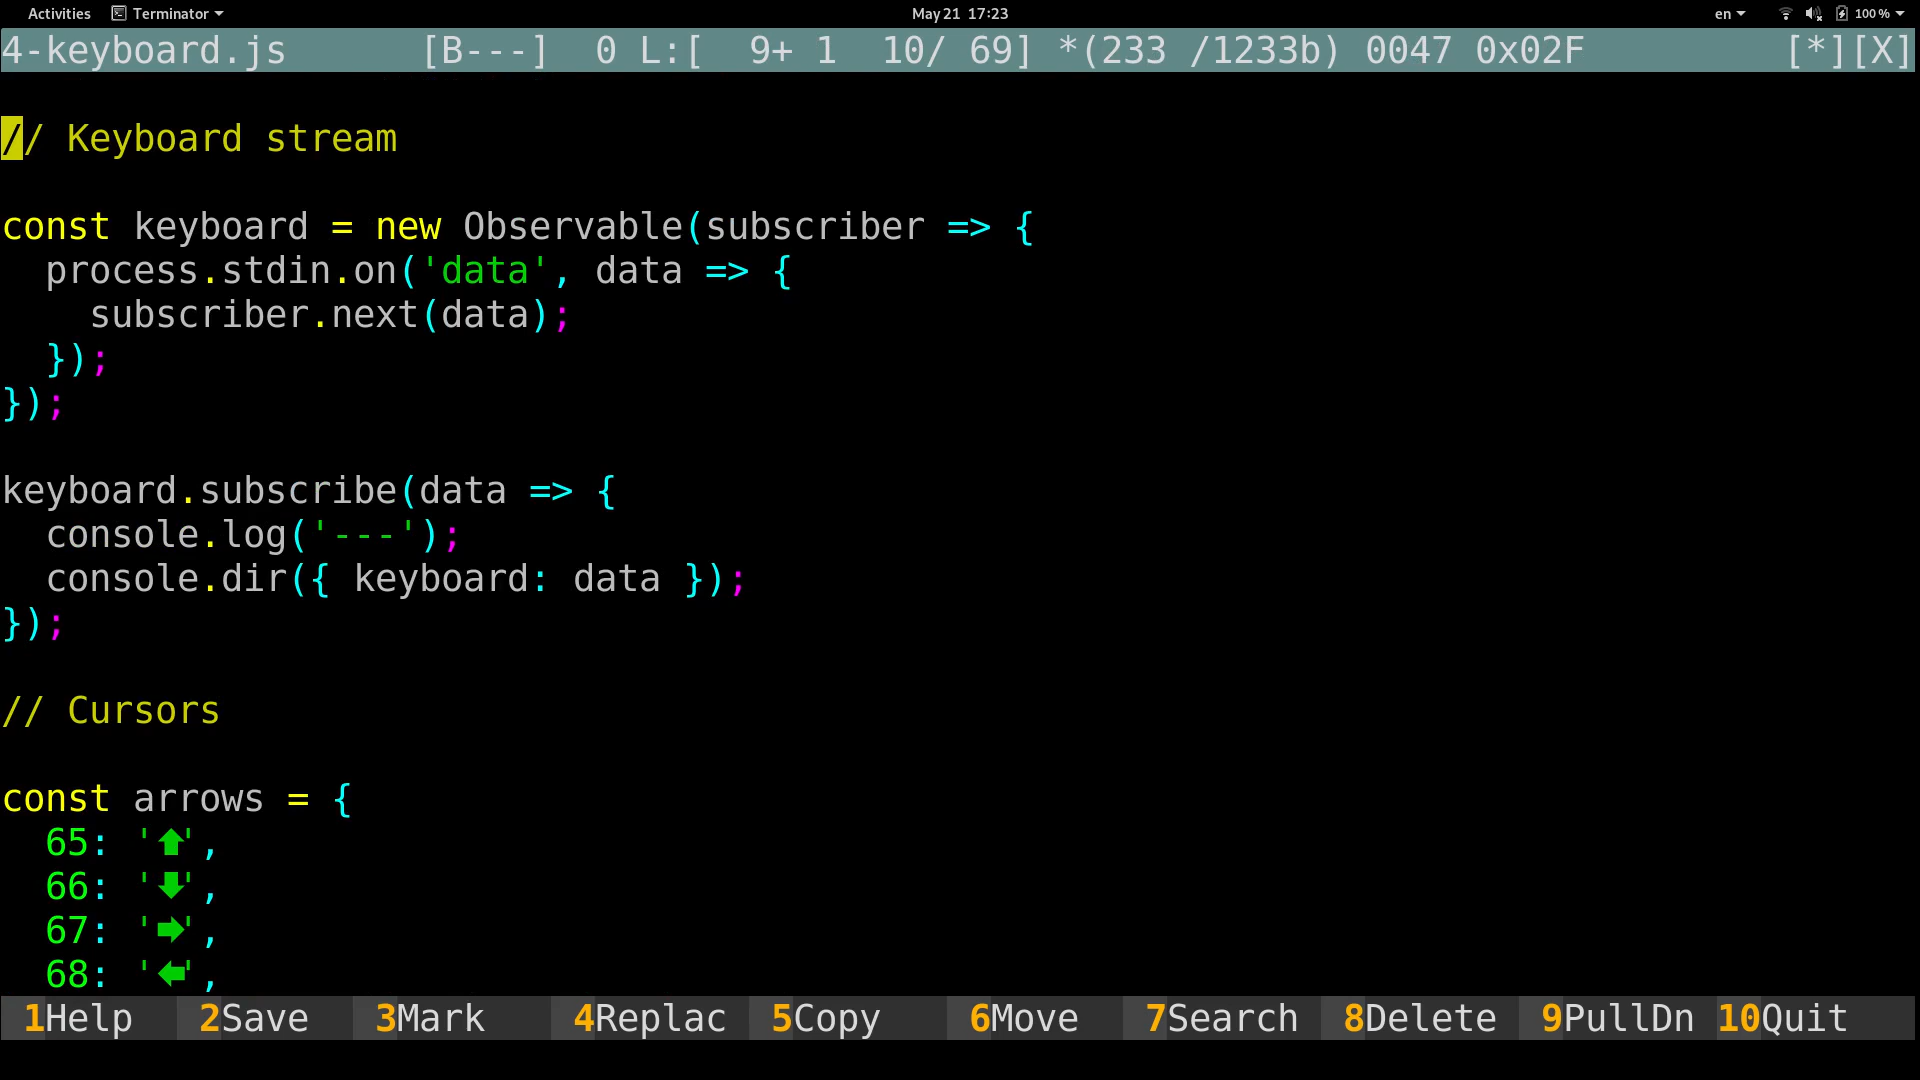 Activities Terminator May 21 17:23 en 100 %
4-keyboard.js [B---] 0 L:[ 9+ 1 10/ 69] *(233 /1233b) 0047 0x02F [*][X]
// Keyboard stream
const keyboard = new Observable(subscriber => {
  process.stdin.on('data', data => {
    subscriber.next(data);
  });
});
keyboard.subscribe(data => {
  console.log('---');
  console.dir({ keyboard: data });
});
// Cursors
const arrows = {
  65: '🡅',
  66: '🡇',
  67: '🡆',
  68: '🡄',
1Help 2Save 3Mark 4Replac 5Copy 6Move 7Search 8Delete 9PullDn 10Quit